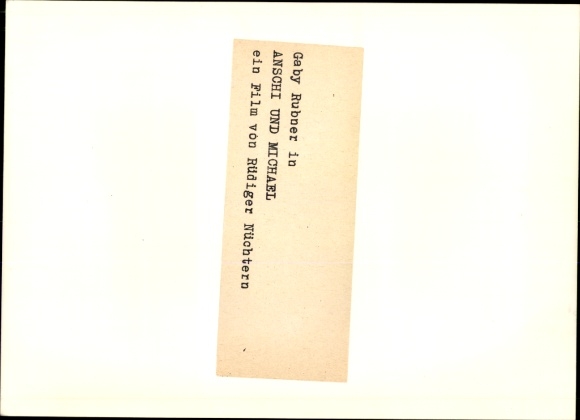 Gaby Rubner in
ANSCHI UND MICHAEL
ein Film von Rüdiger Nüchtern